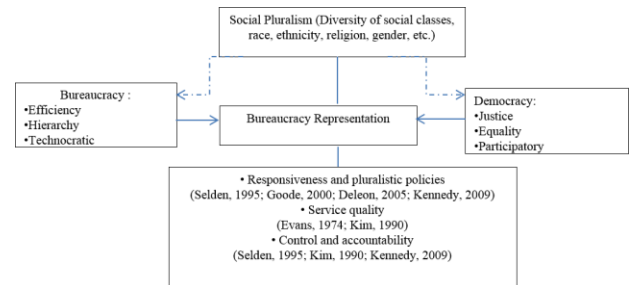 Social Pluralism (Diversity of social classes,
race, ethnicity, religion, gender, etc.)
Bureaucracy :
•Efficiency
•Hierarchy
•Technocratic
Bureaucracy Representation
Democracy:
•Justice
•Equality
•Participatory
• Responsiveness and pluralistic policies
(Selden, 1995; Goode, 2000; Deleon, 2005; Kennedy, 2009)
• Service quality
(Evans, 1974; Kim, 1990)
• Control and accountability
(Selden, 1995; Kim, 1990; Kennedy, 2009)